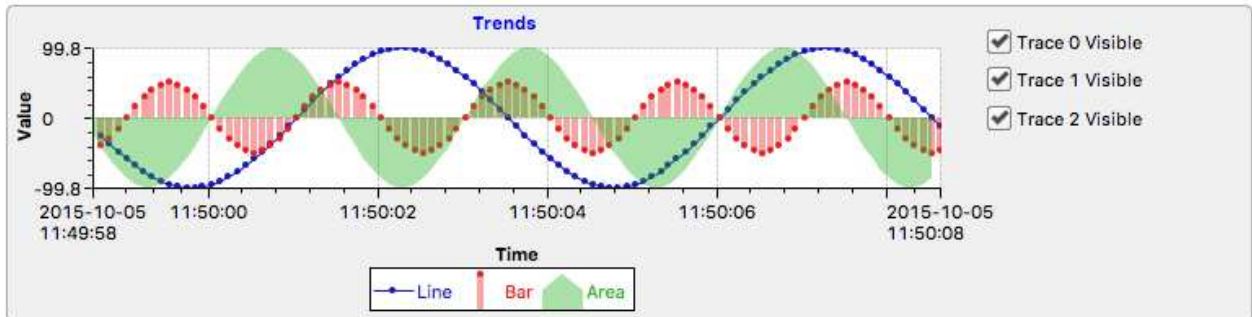 Trends
99.8
0
-99.8
Value
2015-10-05
11:49:58
11:50:00
11:50:02
11:50:04
11:50:06
2015-10-05
11:50:08
Time
Line
Bar
Area
Trace 0 Visible
Trace 1 Visible
Trace 2 Visible